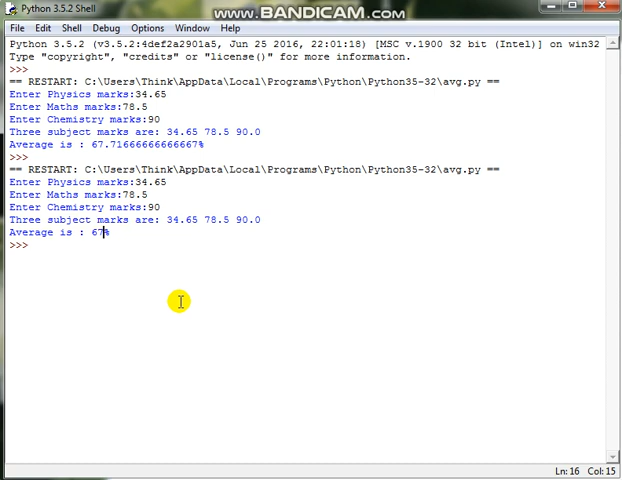 Python 3.5.2 Shell
www.BANDICAM.com
File Edit Shell Debug Options Window Help
Python 3.5.2 (v3.5.2:4def2a2901a5, Jun 25 2016, 22:01:18) [MSC v.1900 32 bit (Intel)] on win32
Type "copyright", "credits" or "license()" for more information.
>>>
== RESTART: C:\Users\Think\AppData\Local\Programs\Python\Python35-32\avg.py ==
Enter Physics marks:34.65
Enter Maths marks:78.5
Enter Chemistry marks:90
Three subject marks are: 34.65 78.5 90.0
Average is : 67.71666666666667%
>>>
== RESTART: C:\Users\Think\AppData\Local\Programs\Python\Python35-32\avg.py ==
Enter Physics marks:34.65
Enter Maths marks:78.5
Enter Chemistry marks:90
Three subject marks are: 34.65 78.5 90.0
Average is : 67%
>>>
Ln: 16 Col: 15